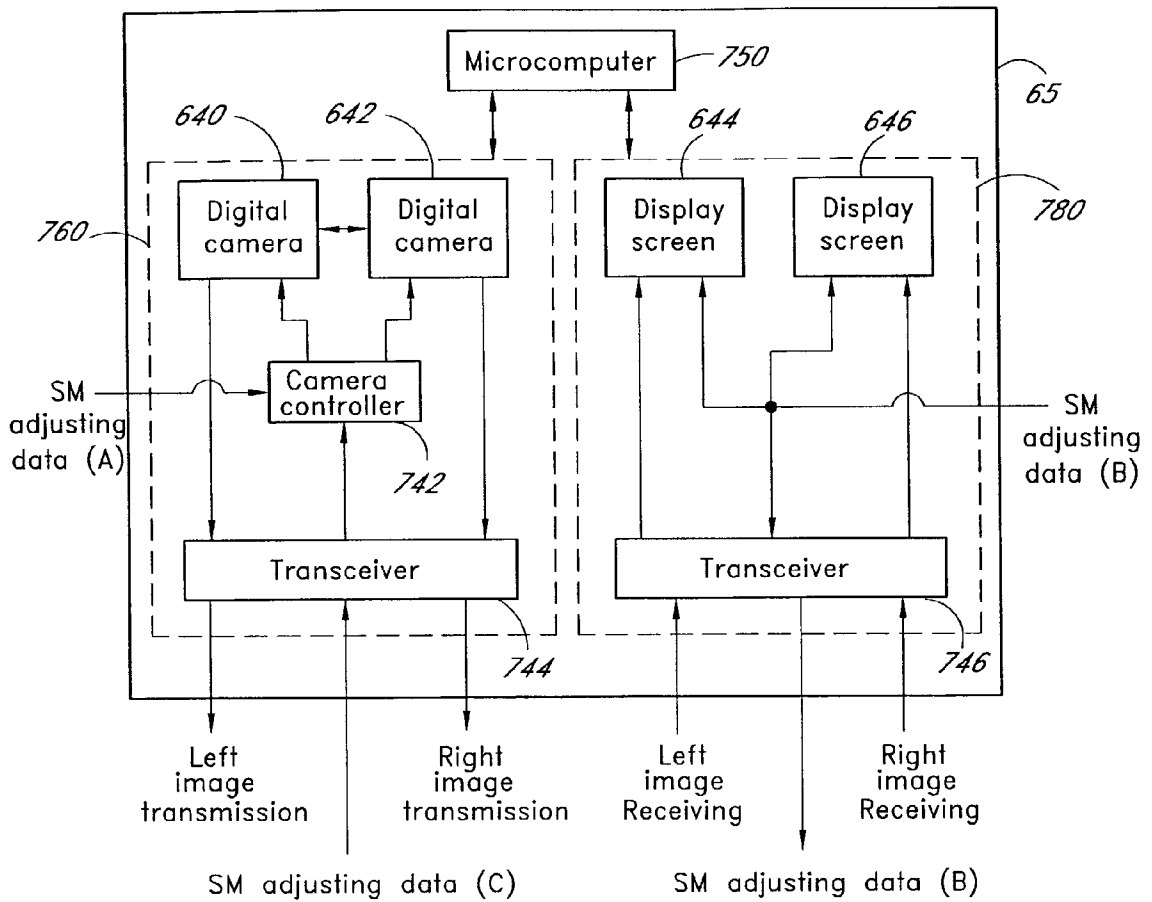 Microcomputer
750
65
640
642
644
646
760
780
Digital
camera
Digital
camera
Display
screen
Display
screen
SM
adjusting
data (A)
Camera
controller
742
SM
adjusting
data (B)
Transceiver
744
Transceiver
746
Left
image
transmission
Right
image
transmission
Left
image
Receiving
Right
image
Receiving
SM adjusting data (C)
SM adjusting data (B)